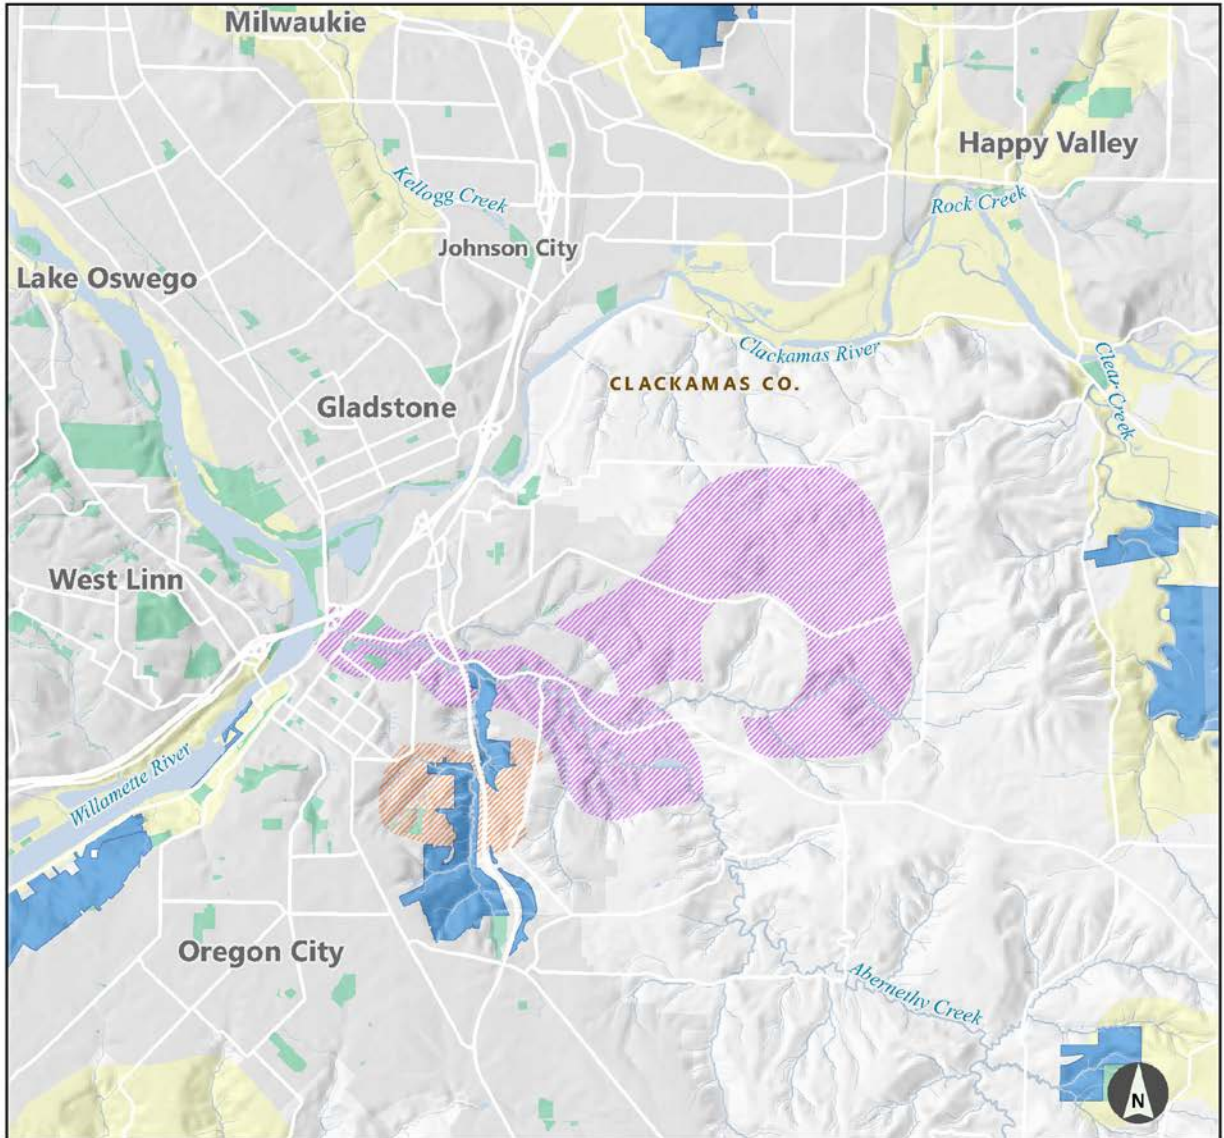 Milwaukie
Happy Valley
Kellogg Creek
Rock Creek
Johnson City
Lake Oswego
Clackamas River
Clear Creek
CLACKAMAS CO.
Gladstone
West Linn
Willamette River
Oregon City
Abernethy Creek
N